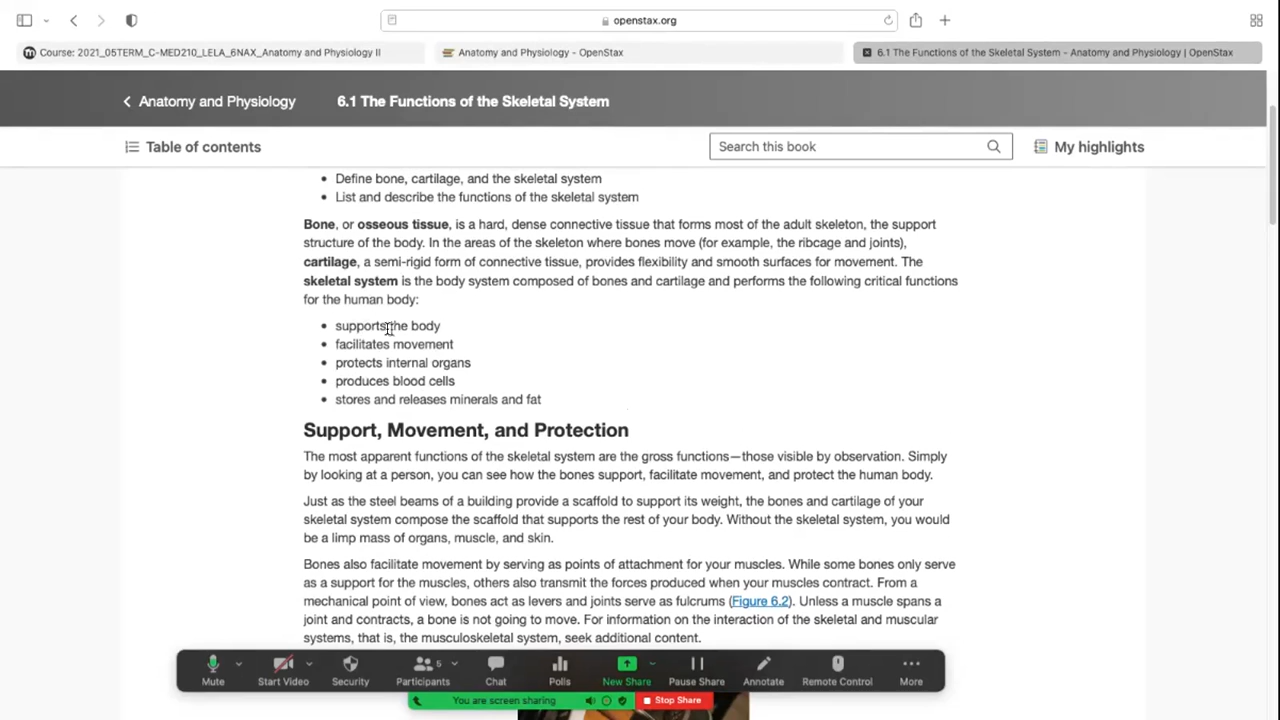 openstax.org
Course: 2021_05TERM_C-MED210_LELA_6NAX_Anatomy and Physiology II
Anatomy and Physiology - OpenStax
6.1 The Functions of the Skeletal System - Anatomy and Physiology | OpenStax
Anatomy and Physiology
6.1 The Functions of the Skeletal System
Table of contents
Search this book
My highlights
• Define bone, cartilage, and the skeletal system
• List and describe the functions of the skeletal system
Bone, or osseous tissue, is a hard, dense connective tissue that forms most of the adult skeleton, the support
structure of the body. In the areas of the skeleton where bones move (for example, the ribcage and joints),
cartilage, a semi-rigid form of connective tissue, provides flexibility and smooth surfaces for movement. The
skeletal system is the body system composed of bones and cartilage and performs the following critical functions
for the human body:
• supports the body
• facilitates movement
• protects internal organs
• produces blood cells
• stores and releases minerals and fat
Support, Movement, and Protection
The most apparent functions of the skeletal system are the gross functions—those visible by observation. Simply
by looking at a person, you can see how the bones support, facilitate movement, and protect the human body.
Just as the steel beams of a building provide a scaffold to support its weight, the bones and cartilage of your
skeletal system compose the scaffold that supports the rest of your body. Without the skeletal system, you would
be a limp mass of organs, muscle, and skin.
Bones also facilitate movement by serving as points of attachment for your muscles. While some bones only serve
as a support for the muscles, others also transmit the forces produced when your muscles contract. From a
mechanical point of view, bones act as levers and joints serve as fulcrums (Figure 6.2). Unless a muscle spans a
joint and contracts, a bone is not going to move. For information on the interaction of the skeletal and muscular
systems, that is, the musculoskeletal system, seek additional content.
5
Mute
Start Video
Security
Participants
Chat
Polls
New Share
Pause Share
Annotate
Remote Control
More
You are screen sharing
Stop Share